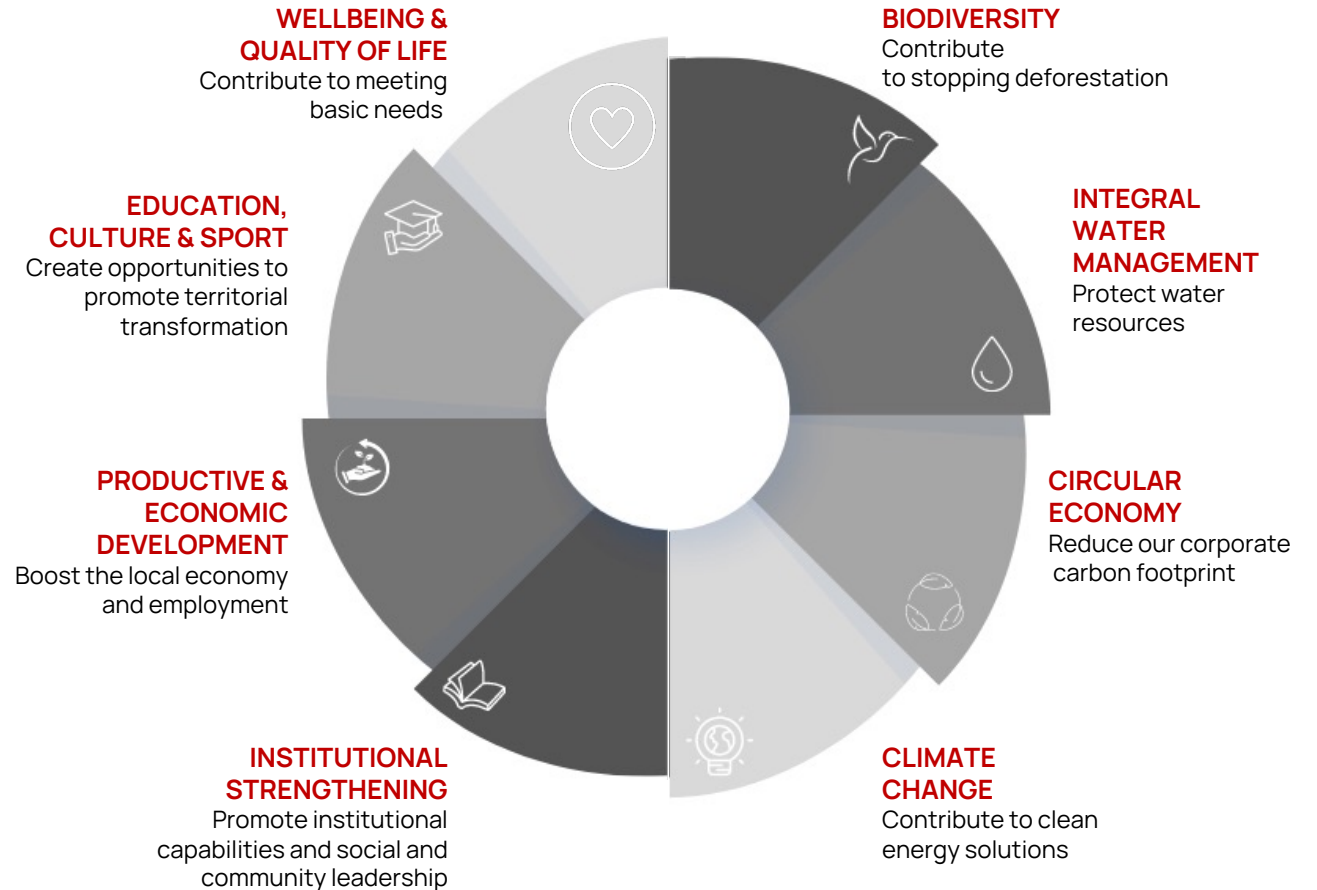 WELLBEING &
QUALITY OF LIFE
Contribute to meeting
basic needs
BIODIVERSITY
Contribute
to stopping deforestation
EDUCATION,
CULTURE & SPORT
Create opportunities to
promote territorial
transformation
INTEGRAL
WATER
MANAGEMENT
Protect water
resources
PRODUCTIVE &
ECONOMIC
DEVELOPMENT
Boost the local economy
and employment
CIRCULAR
ECONOMY
Reduce our corporate
carbon footprint
INSTITUTIONAL
STRENGTHENING
Promote institutional
capabilities and social and
community leadership
CLIMATE
CHANGE
Contribute to clean
energy solutions